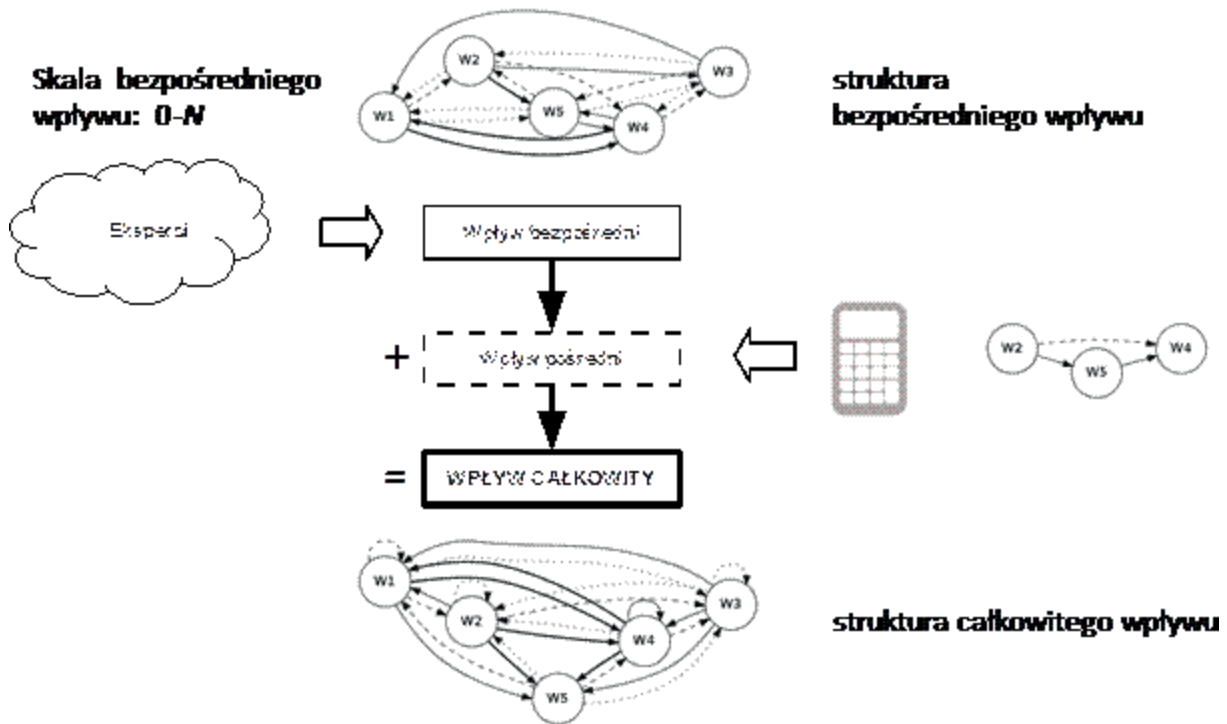 Skala bezpośredniego
wpływu: 0-N
W2
W3
W1
W5
W4
struktura
bezpośredniego wpływu
Eksperci
Wpływ bezpośredni
+
Wpływ pośredni
W2
W4
W5
=
WPŁYW CAŁKOWITY
W1
W3
W2
W4
W5
struktura całkowitego wpływu